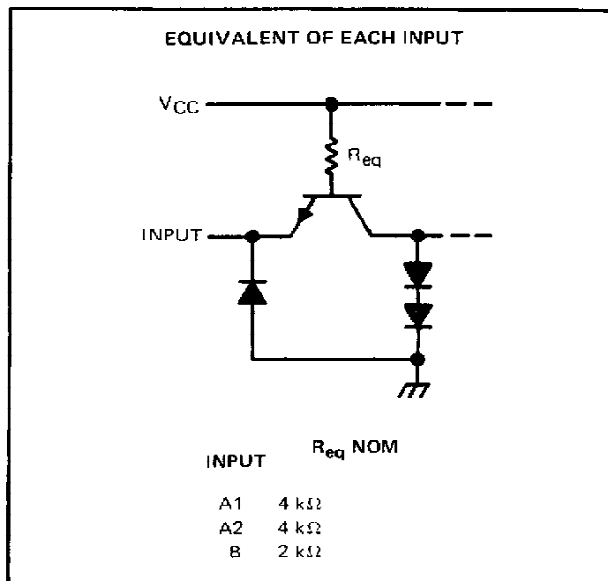 EQUIVALENT OF EACH INPUT
VCC
Req
INPUT
INPUT Req NOM
A1 4 kΩ
A2 4 kΩ
B 2 kΩ